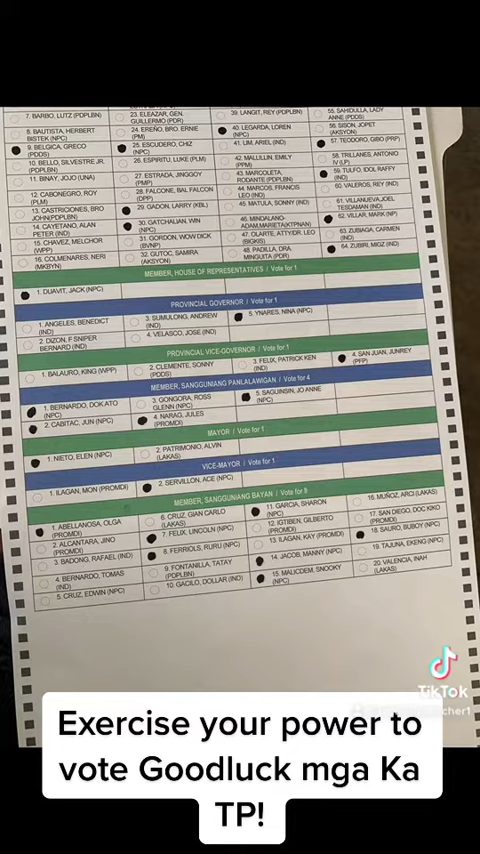 7. BARBO, LUTZ (PDPLBN)
8. BAUTISTA, HERBERT
BISTEK (NPC)
9. BELGICA, GRECO
(PDDS)
10. BELLO, SILVESTRE JR.
(PDPLBN)
11. BINAY, JOJO (UNA)
12. CABONEGRO, ROY
(PLM)
13. CASTRICIONES, BRO
JOHN(PDPLBN)
14. CAYETANO, ALAN
PETER (IND)
15. CHAVEZ, MELCHOR
(WPP)
16. COLMENARES, NERI
(MKBYN)
23. ELEAZAR, GEN.
GUILLERMO (PDR)
24. EREÑO, BRO. ERNIE
(PM)
25. ESCUDERO, CHIZ
(NPC)
26. ESPIRITU, LUKE (PLM)
27. ESTRADA, JINGGOY
(PMP)
28. FALCONE, BAL FALCON
(DPP)
29. GADON, LARRY (KBL)
30. GATCHALIAN, WIN
(NPC)
31. GORDON, WOW DICK
(BVNP)
32. GUTOC, SAMIRA
(AKSYON)
39. LANGIT, REY (PDPLBN)
40. LEGARDA, LOREN
(NPC)
41. LIM, ARIEL (IND)
42. MALLILLIN, EMILY
(PPM)
43. MARCOLETA,
RODANTE (PDPLBN)
44. MARCOS, FRANCIS
LEO (IND)
45. MATULA, SONNY (IND)
46. MINDALANO-
ADAM,MARIETA(KTPNAN)
47. OLARTE, ATTY/DR. LEO
(BIGKIS)
48. PADILLA, ORA.
MINGUITA (PDR)
55. SAHIDULLA, LADY
ANNE (PDDS)
56. SISON, JOPET
(AKSYON)
57. TEODORO, GIBO (PRP)
58. TRILLANES, ANTONIO
IV (LP)
59. TULFO, IDOL RAFFY
(IND)
60. VALEROS, REY (IND)
61. VILLANUEVA,JOEL
TESDAMAN (IND)
62. VILLAR, MARK (NP)
63. ZUBIAGA, CARMEN
(IND)
64. ZUBIRI, MIGZ (IND)
MEMBER, HOUSE OF REPRESENTATIVES / Vote for 1
1. DUAVIT, JACK (NPC)
PROVINCIAL GOVERNOR / Vote for 1
1. ANGELES, BENEDICT
(IND)
2. DIZON, F SNIPER
BERNARD (IND)
3. SUMULONG, ANDREW
(IND)
4. VELASCO, JOSE (IND)
5. YNARES, NINA (NPC)
PROVINCIAL VICE-GOVERNOR / Vote for 1
1. BALAURO, KING (WPP)
2. CLEMENTE, SONNY
(PDDS)
3. FELIX, PATRICK KEN
(IND)
4. SAN JUAN, JUNREY
(PFP)
MEMBER, SANGGUNIANG PANLALAWIGAN / Vote for 4
1. BERNARDO, DOK ATO
(NPC)
2. CABITAC, JUN (NPC)
3. GONGORA, ROSS
GLENN (NPC)
4. NARAG, JULES
(PROMDI)
5. SAGUINSIN, JO ANNE
(NPC)
MAYOR / Vote for 1
1. NIETO, ELEN (NPC)
2. PATRIMONIO, ALVIN
(LAKAS)
VICE-MAYOR / Vote for 1
1. ILAGAN, MON (PROMDI)
2. SERVILLON, ACE (NPC)
MEMBER, SANGGUNIANG BAYAN / Vote for 8
1. ABELLANOSA, OLGA
(PROMDI)
2. ALCANTARA, JING
(PROMDI)
3. BADONG, RAFAEL (IND)
4. BERNARDO, TOMAS
(IND)
5. CRUZ, EDWIN (NPC)
6. CRUZ, GIAN CARLO
(LAKAS)
7. FELIX, LINCOLN (NPC)
8. FERRIOLS, RURU (NPC)
9. FONTANILLA, TATAY
(PDPLBN)
10. GACILO, DOLLAR (IND)
11. GARCIA, SHARON
(NPC)
12. IGTIBEN, GILBERTO
(PROMDI)
13. ILAGAN, KAY (PROMDI)
14. JACOB, MANNY (NPC)
15. MALICDEM, SNOOKY
(NPC)
16. MUÑOZ, ARCI (LAKAS)
17. SAN DIEGO, DOC KIKO
(PROMDI)
18. SAURO, BUBOY (NPC)
19. TAJUNA, EKENG (NPC)
20. VALENCIA, INAH
(LAKAS)
TikTok
Exercise your power to
vote Goodluck mga Ka
TP!